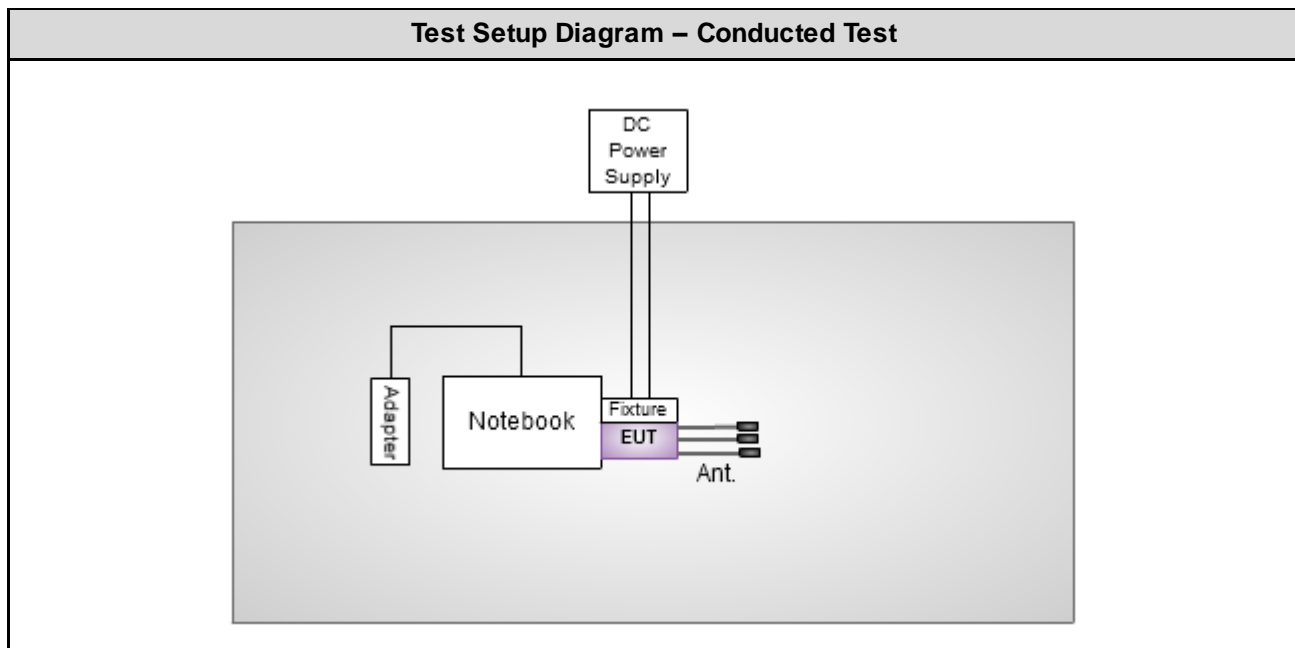 Test Setup Diagram – Conducted Test
DC
Power
Supply
Adapter
Notebook
Fixture
EUT
Ant.